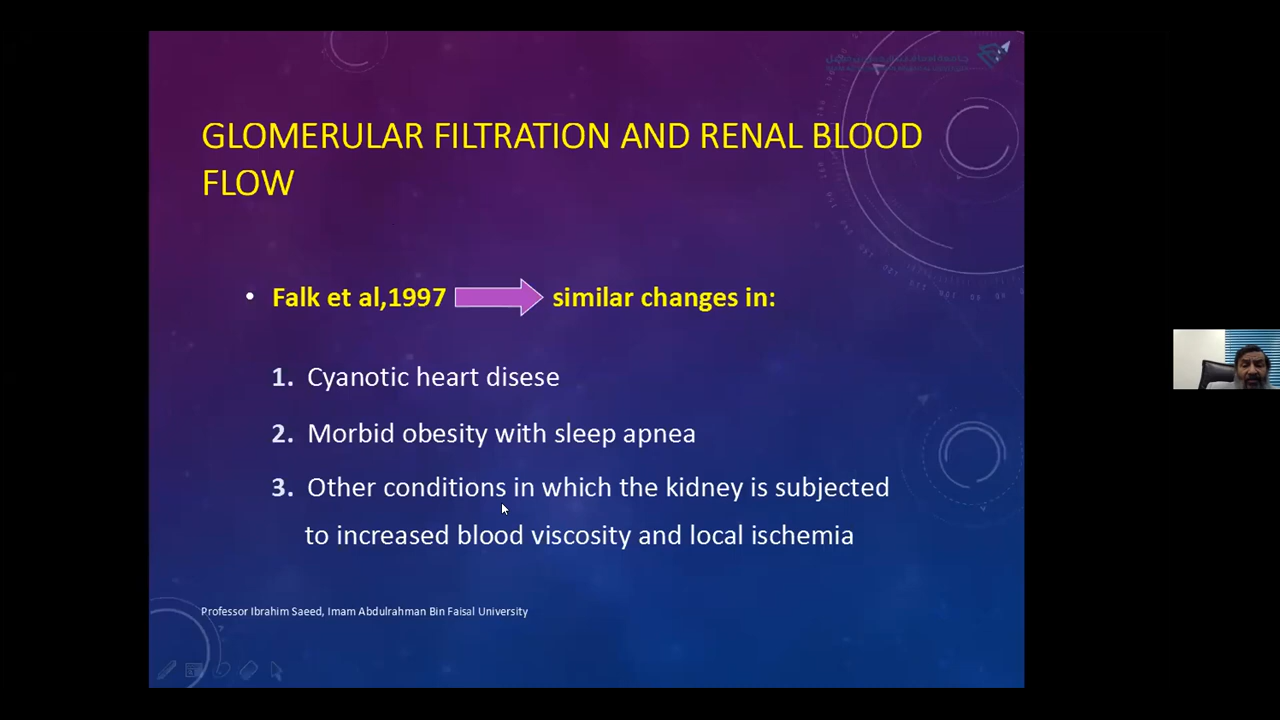 GLOMERULAR FILTRATION AND RENAL BLOOD
FLOW
• Falk et al,1997 similar changes in:
1. Cyanotic heart disese
2. Morbid obesity with sleep apnea
3. Other conditions in which the kidney is subjected
to increased blood viscosity and local ischemia
Professor Ibrahim Saeed, Imam Abdulrahman Bin Faisal University